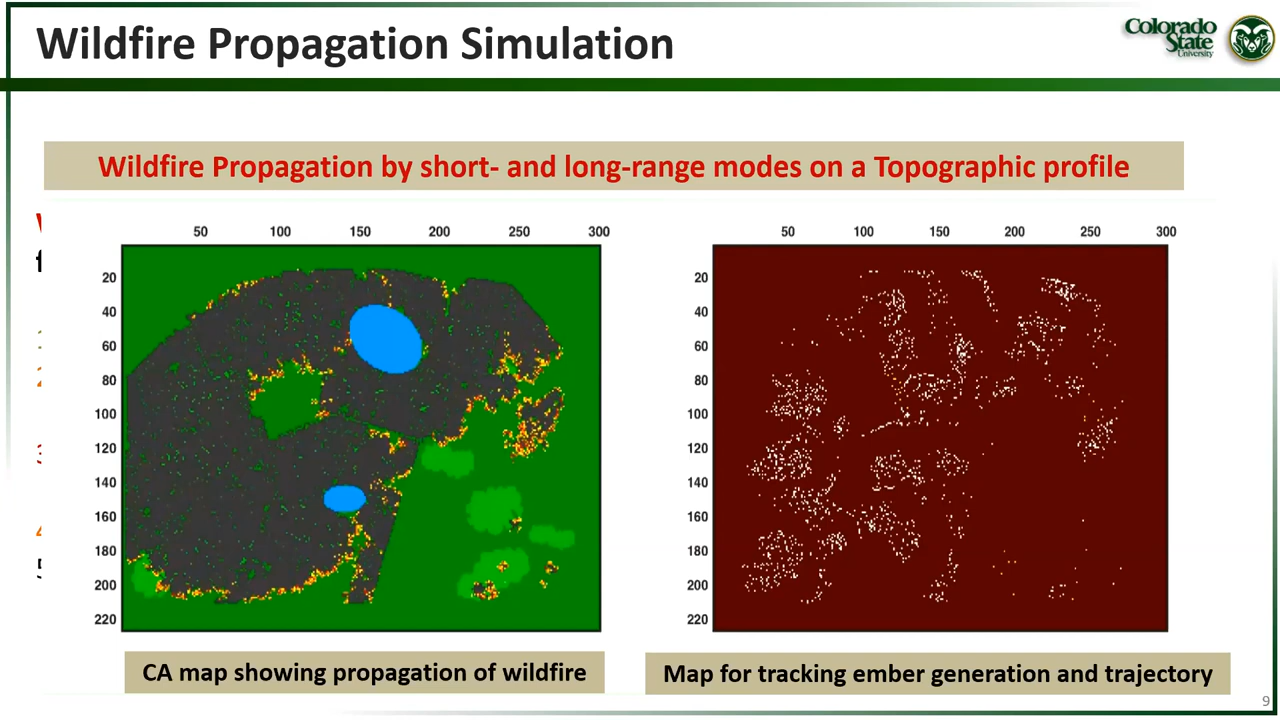 Wildfire Propagation Simulation
Colorado
State
University
Wildfire Propagation by short- and long-range modes on a Topographic profile
50 100 150 200 250 300
20
40
60
80
100
120
140
160
180
200
220
50 100 150 200 250 300
20
40
60
80
100
120
140
160
180
200
220
CA map showing propagation of wildfire
Map for tracking ember generation and trajectory
9